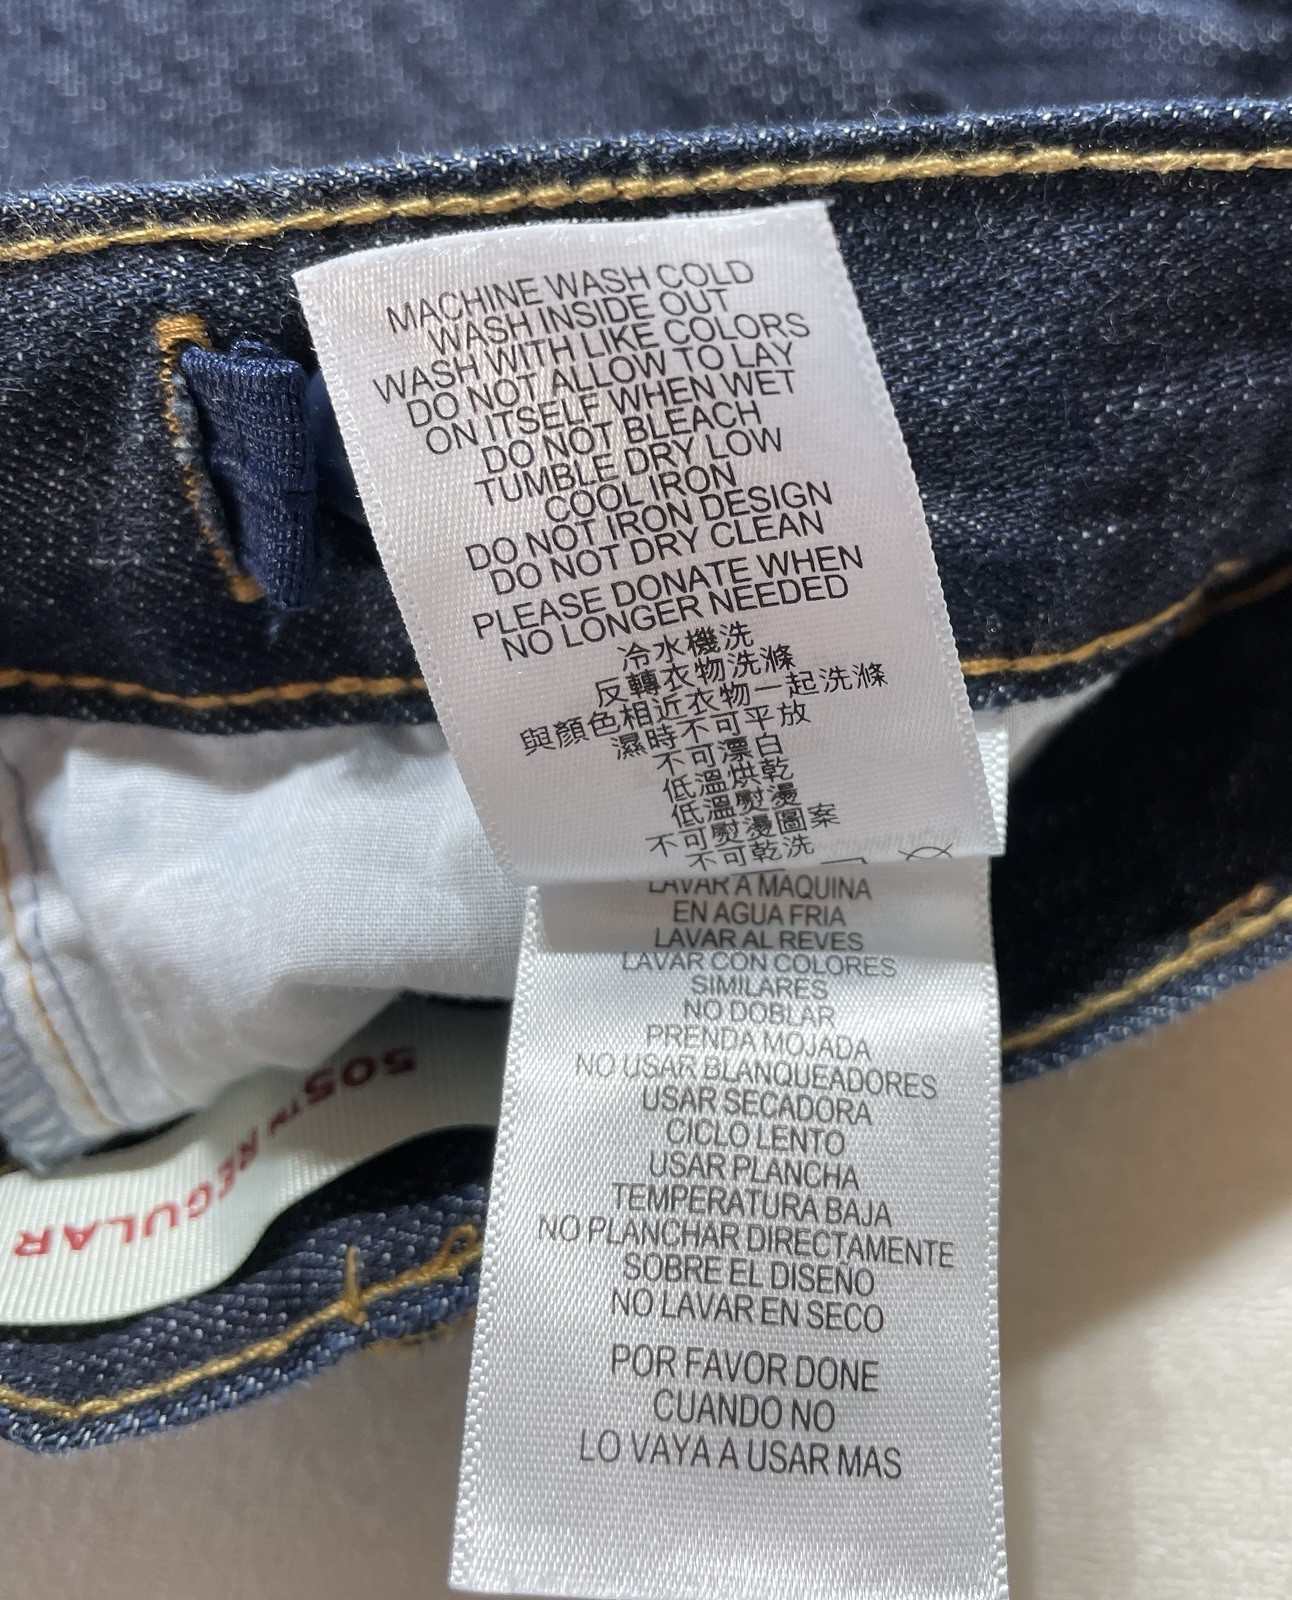 MACHINE WASH COLD
WASH INSIDE OUT
WASH WITH LIKE COLORS
DO NOT ALLOW TO LAY
ON ITSELF WHEN WET
DO NOT BLEACH
TUMBLE DRY LOW
COOL IRON
DO NOT IRON DESIGN
DO NOT DRY CLEAN
PLEASE DONATE WHEN
NO LONGER NEEDED
冷水機洗
反轉衣物洗滌
與顏色相近衣物一起洗滌
濕時不可平放
不可漂白
低溫烘乾
低溫熨燙
不可熨燙圖案
不可乾洗
LAVAR A MAQUINA
EN AGUA FRIA
LAVAR AL REVES
LAVAR CON COLORES
SIMILARES
NO DOBLAR
PRENDA MOJADA
NO USAR BLANQUEADORES
USAR SECADORA
CICLO LENTO
USAR PLANCHA
TEMPERATURA BAJA
NO PLANCHAR DIRECTAMENTE
SOBRE EL DISEÑO
NO LAVAR EN SECO
POR FAVOR DONE
CUANDO NO
LO VAYA A USAR MAS
505™ REGULAR